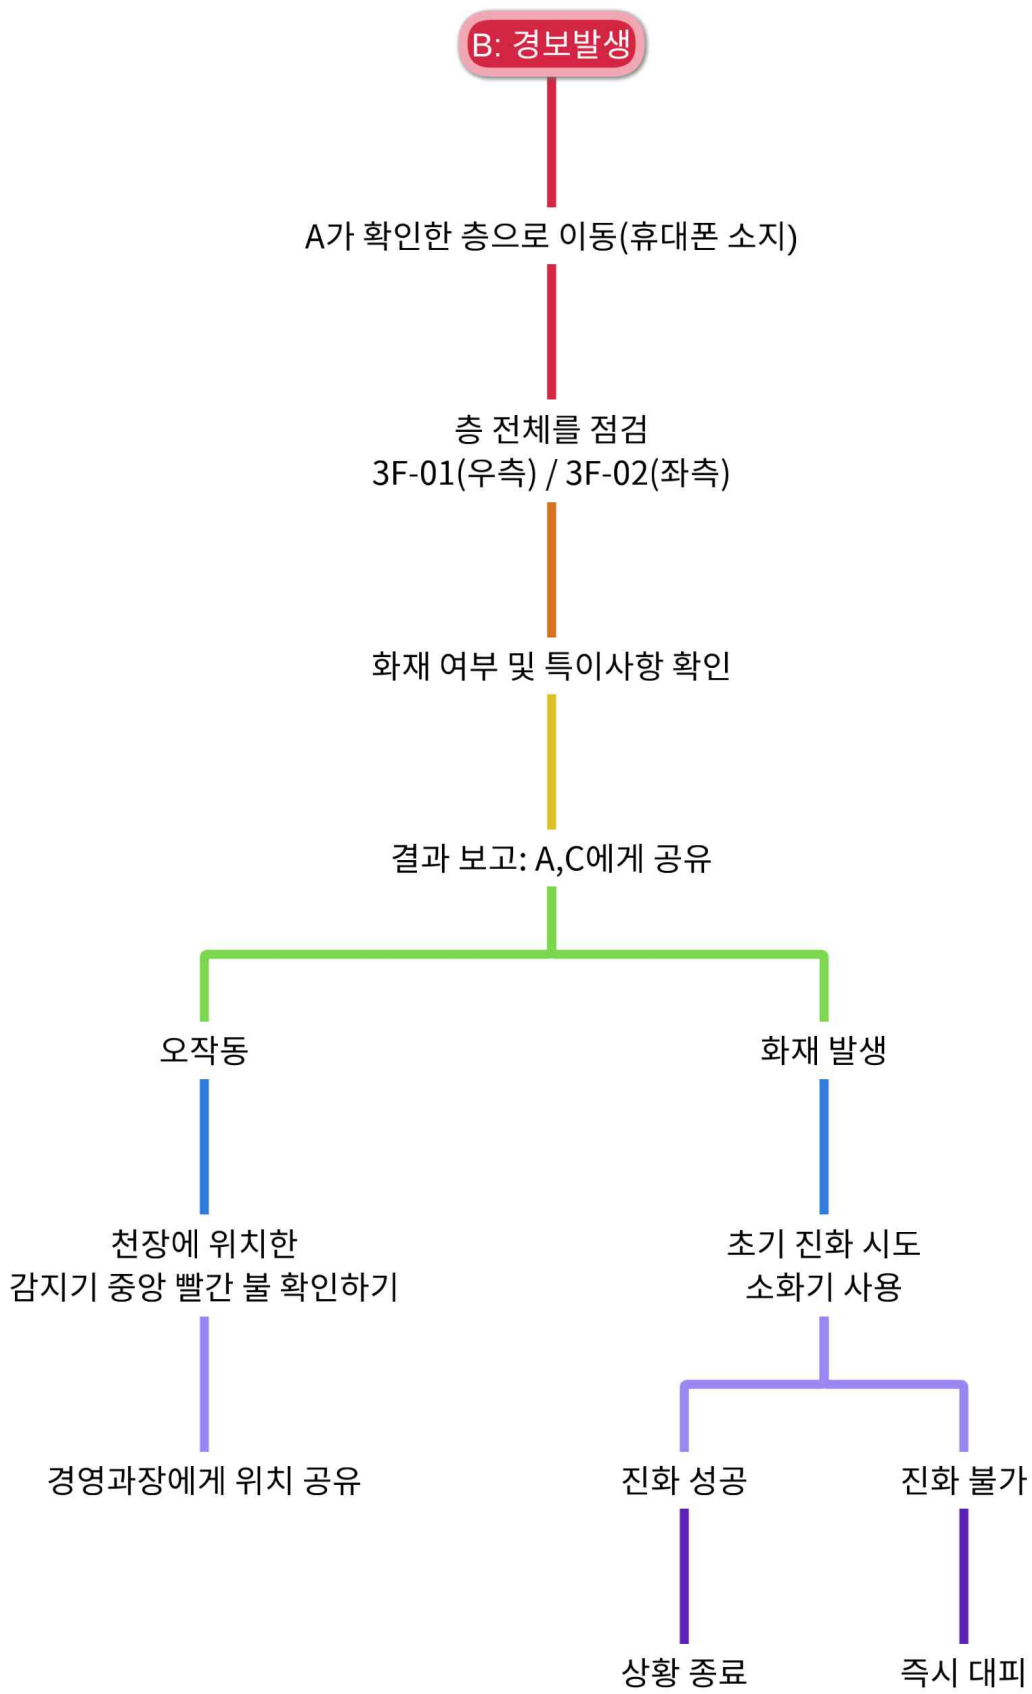 B: 경보발생
A가 확인한 층으로 이동(휴대폰 소지)
층 전체를 점검
3F-01(우측) / 3F-02(좌측)
화재 여부 및 특이사항 확인
결과 보고: A,C에게 공유
오작동
화재 발생
천장에 위치한
감지기 중앙 빨간 불 확인하기
초기 진화 시도
소화기 사용
경영과장에게 위치 공유
진화 성공
진화 불가
상황 종료
즉시 대피